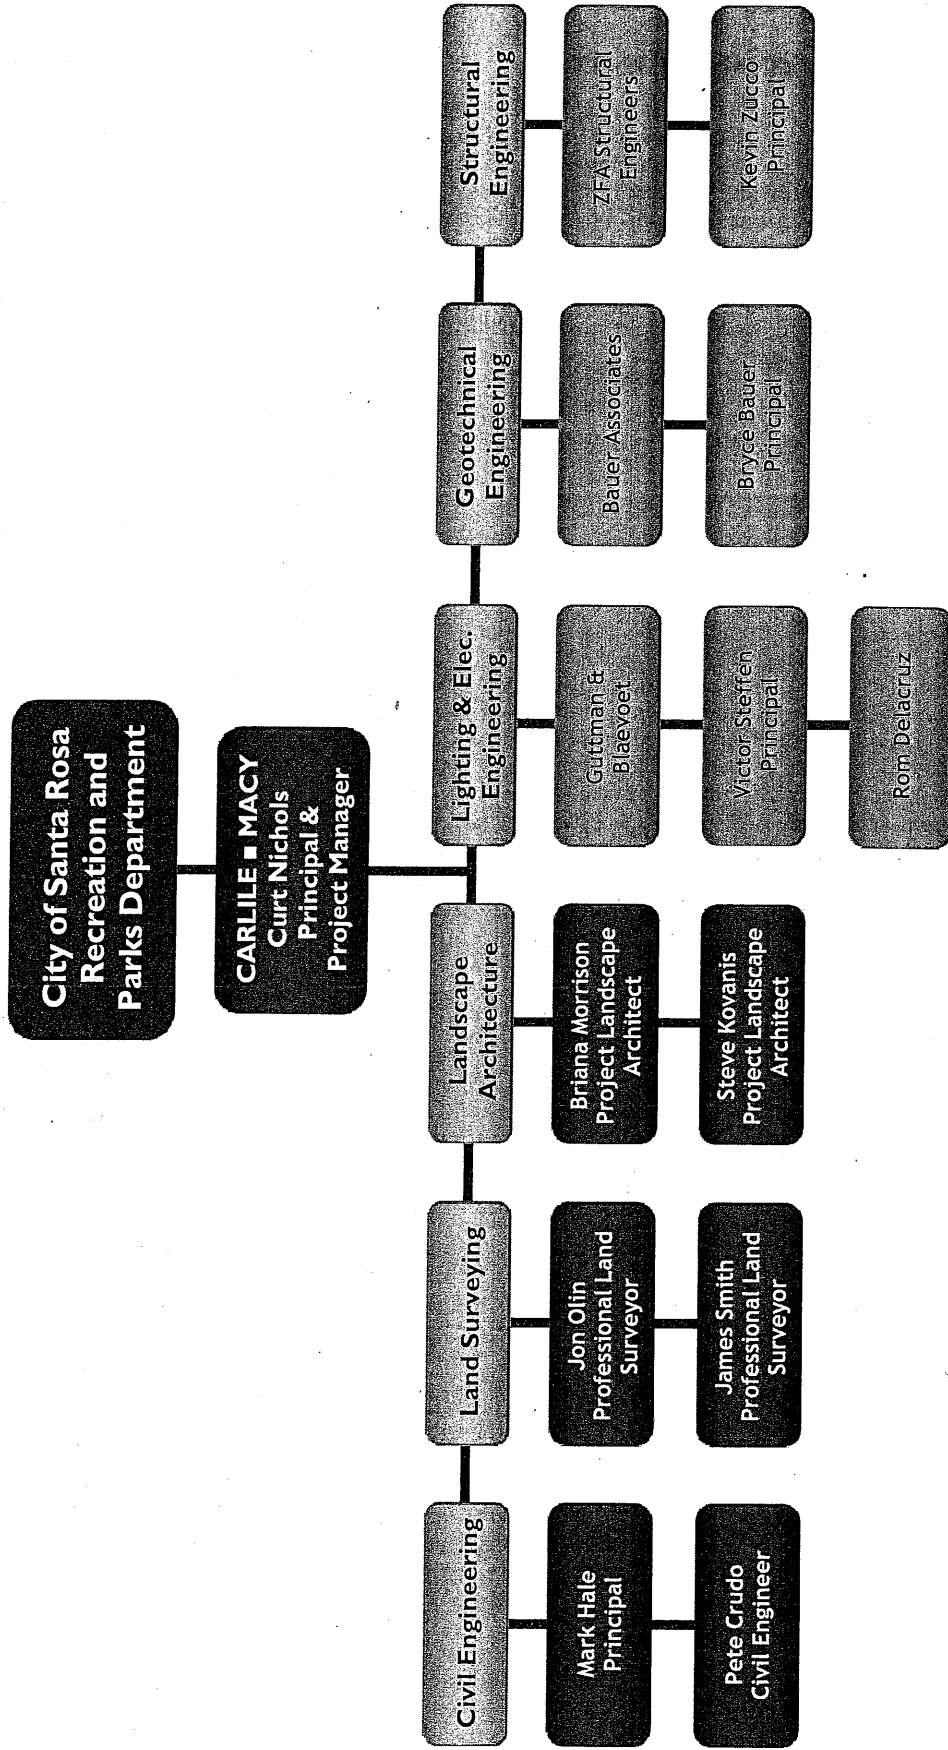 City of Santa Rosa
Recreation and
Parks Department
CARLILE ■ MACY
Curt Nichols
Principal &
Project Manager
Civil Engineering
Mark Hale
Principal
Pete Crudo
Civil Engineer
Land Surveying
Jon Olin
Professional Land
Surveyor
James Smith
Professional Land
Surveyor
Landscape
Architecture
Briana Morrison
Project Landscape
Architect
Steve Kovanis
Project Landscape
Architect
Lighting & Elec.
Engineering
Guttman &
Blaevoet
Victor Steffen
Principal
Rom Delacruz
Geotechnical
Engineering
Bauer Associates
Bryce Bauer
Principal
Structural
Engineering
ZFA Structural
Engineers
Kevin Zucco
Principal